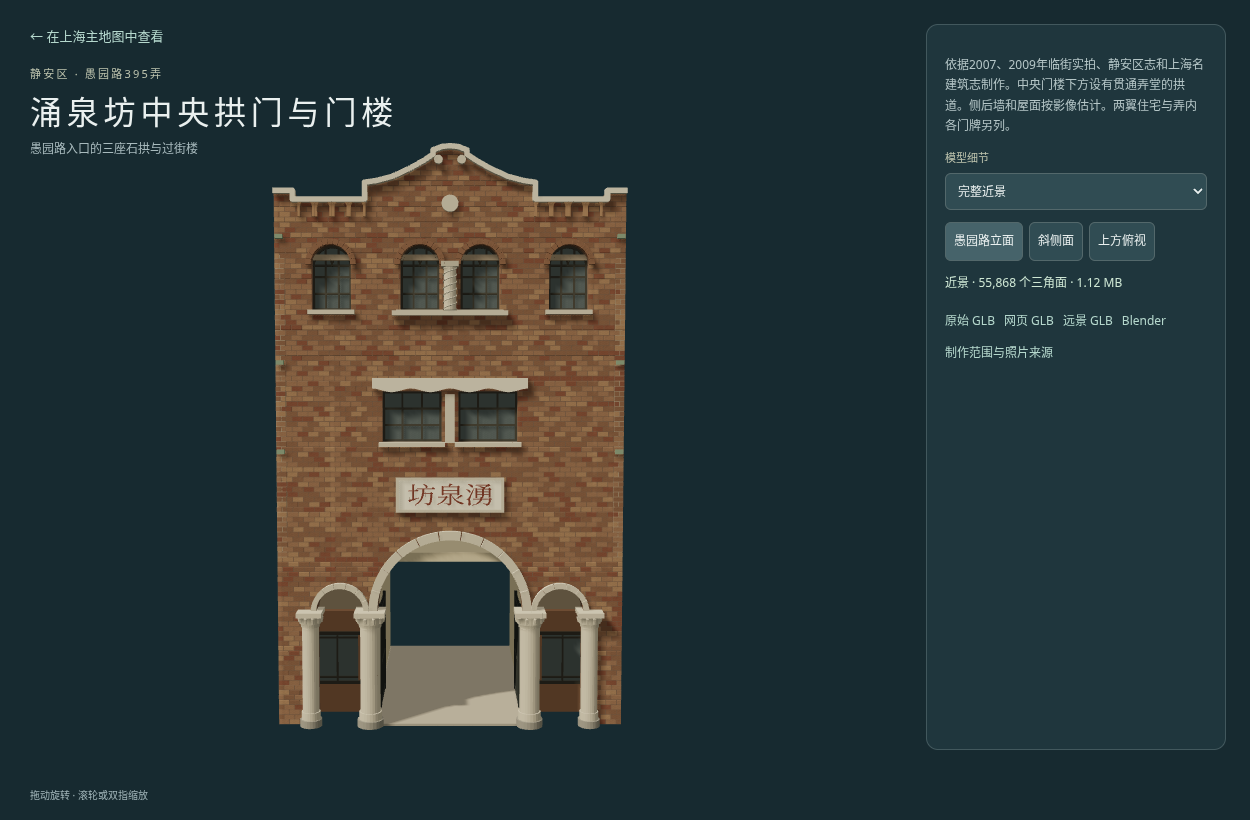 ← 在上海主地图中查看
静安区 · 愚园路395弄
涌泉坊中央拱门与门楼
愚园路入口的三座石拱与过街楼
坊泉湧
拖动旋转 · 滚轮或双指缩放
依据2007、2009年临街实拍、静安区志和上海名
建筑志制作。中央门楼下方设有贯通弄堂的拱
道。侧后墙和屋面按影像估计。两翼住宅与弄内
各门牌另列。
模型细节
完整近景
愚园路立面 斜侧面 上方俯视
近景 · 55,868 个三角面 · 1.12 MB
原始 GLB 网页 GLB 远景 GLB Blender
制作范围与照片来源